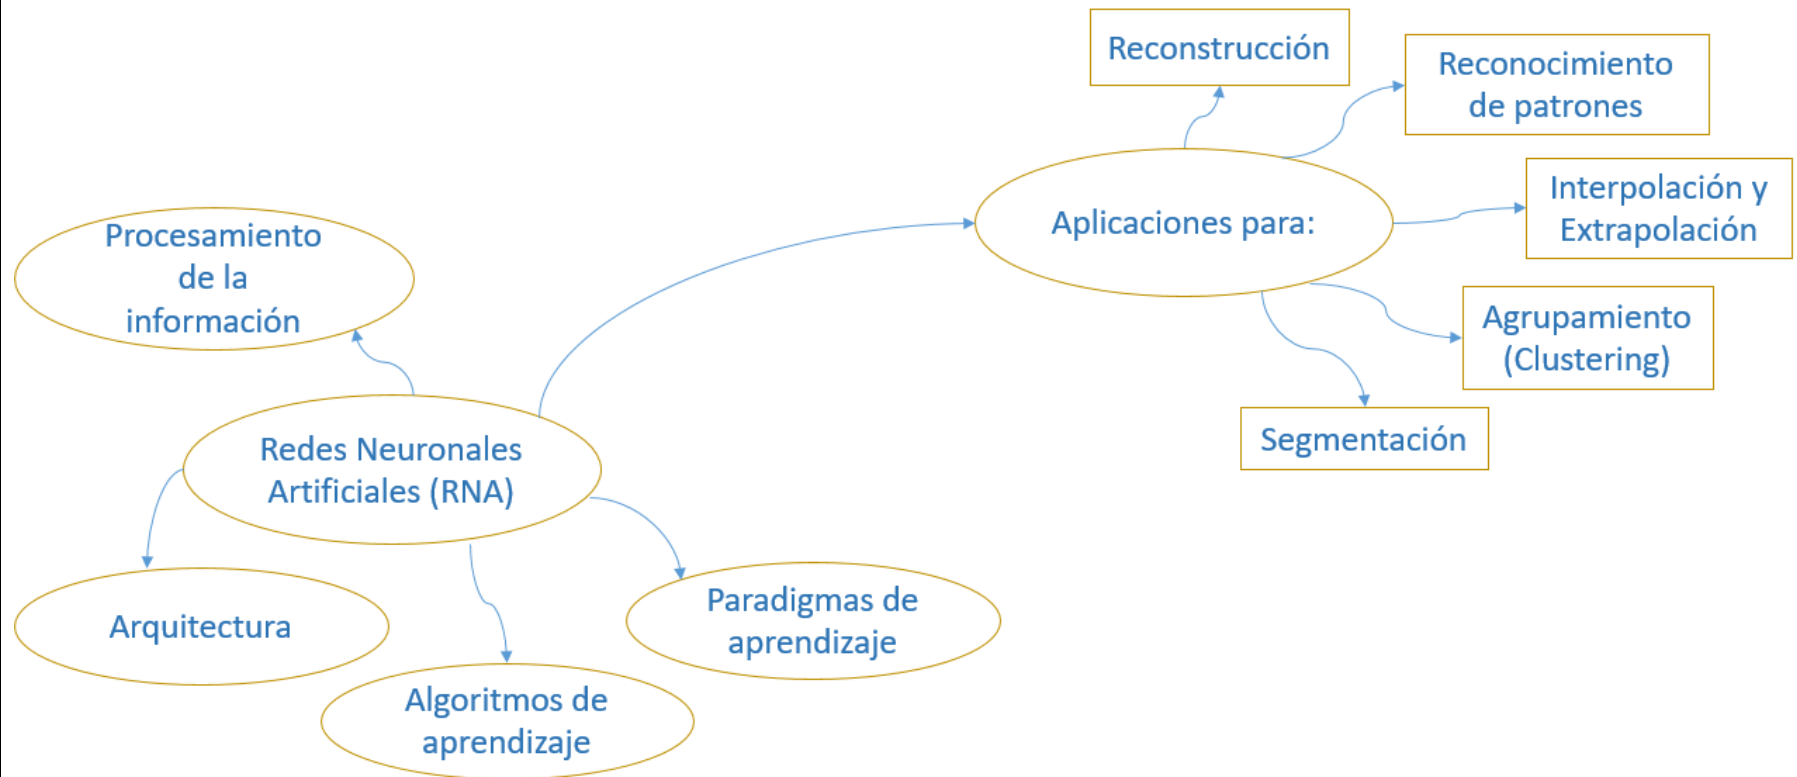 Reconstrucción
Reconocimiento
de patrones
Interpolación y
Extrapolación
Aplicaciones para:
Agrupamiento
(Clustering)
Segmentación
Procesamiento
de la
información
Redes Neuronales
Artificiales (RNA)
Arquitectura
Algoritmos de
aprendizaje
Paradigmas de
aprendizaje